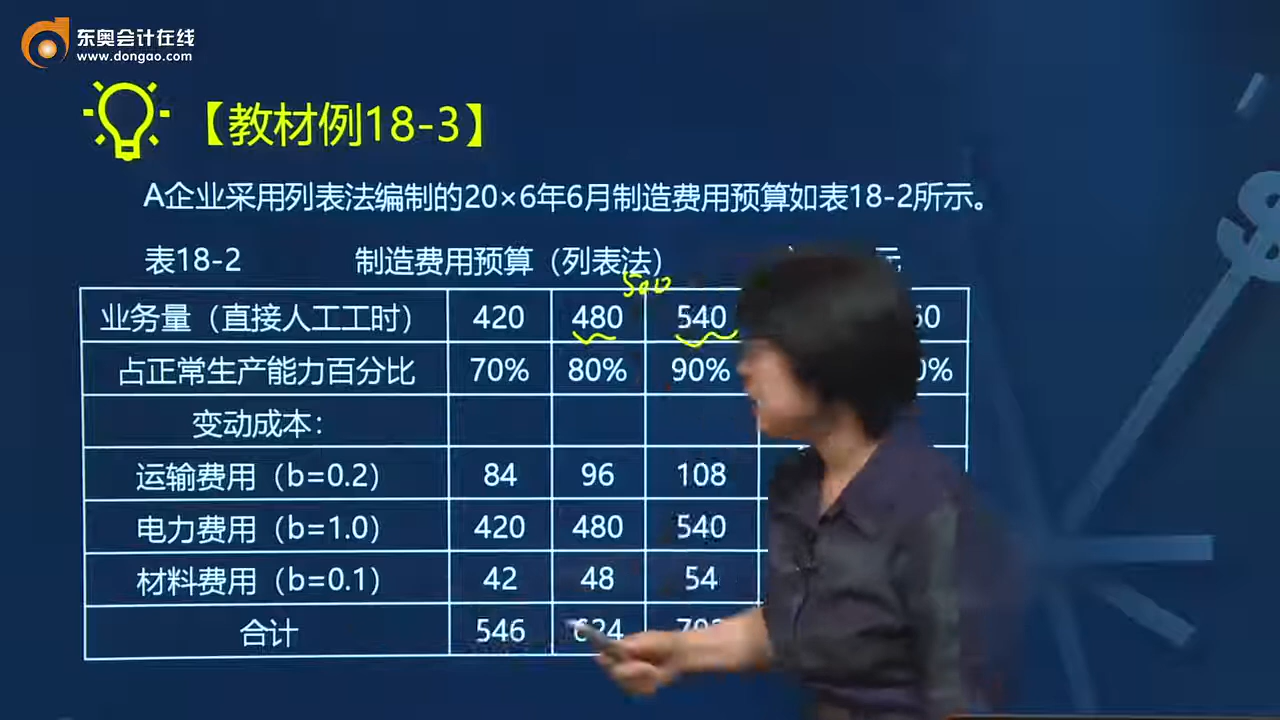 东奥会计在线
www.dongao.com
【教材例18-3】
A企业采用列表法编制的20×6年6月制造费用预算如表18-2所示。
表18-2 制造费用预算（列表法） 元
500
业务量（直接人工工时） 420 480 540
占正常生产能力百分比 70% 80% 90%
变动成本：
运输费用（b=0.2） 84 96 108
电力费用（b=1.0） 420 480 540
材料费用（b=0.1） 42 48 54
合计 546